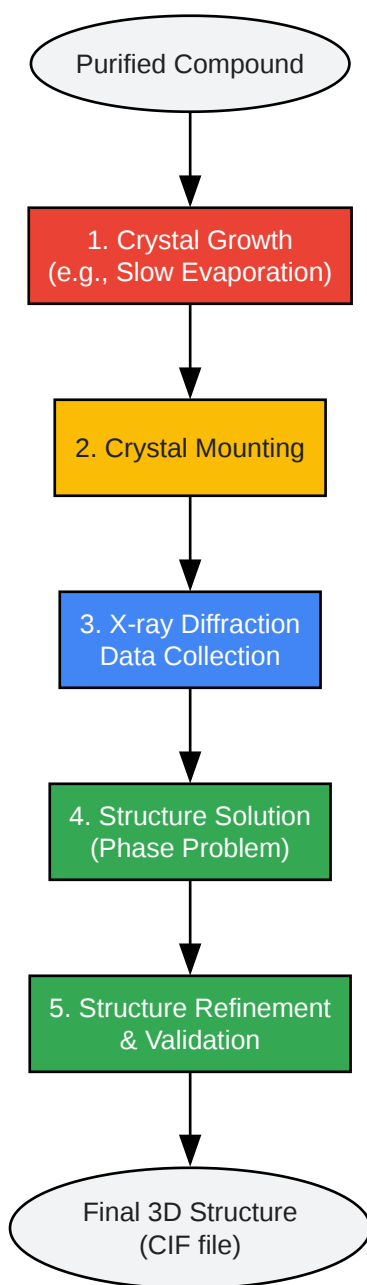 Purified Compound
1. Crystal Growth
(e.g., Slow Evaporation)
2. Crystal Mounting
3. X-ray Diffraction
Data Collection
4. Structure Solution
(Phase Problem)
5. Structure Refinement
& Validation
Final 3D Structure
(CIF file)